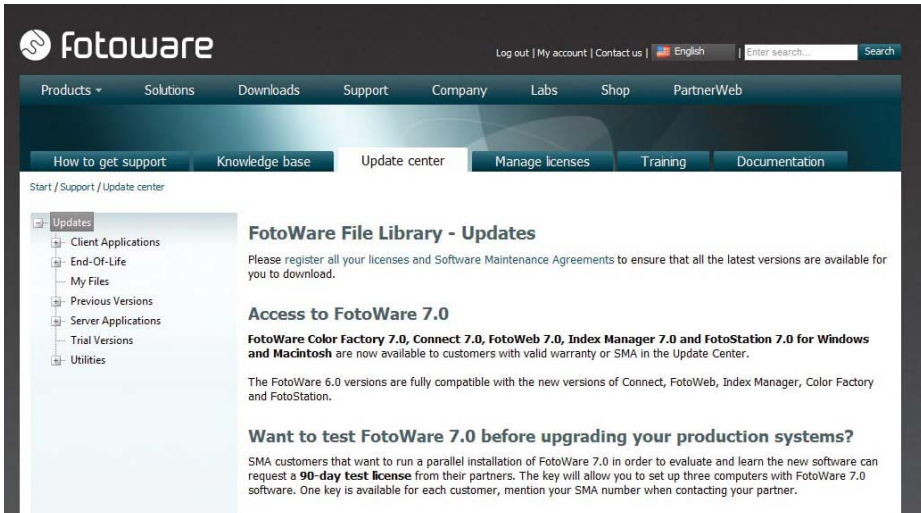 fotoware
Log out | My account | Contact us | English | Enter search... Search
Products Solutions Downloads Support Company Labs Shop PartnerWeb
How to get support Knowledge base Update center Manage licenses Training Documentation
Start / Support / Update center
Updates
Client Applications
End-Of-Life
My Files
Previous Versions
Server Applications
Trial Versions
Utilities
FotoWare File Library - Updates
Please register all your licenses and Software Maintenance Agreements to ensure that all the latest versions are available for
you to download.
Access to FotoWare 7.0
FotoWare Color Factory 7.0, Connect 7.0, FotoWeb 7.0, Index Manager 7.0 and FotoStation 7.0 for Windows
and Macintosh are now available to customers with valid warranty or SMA in the Update Center.
The FotoWare 6.0 versions are fully compatible with the new versions of Connect, FotoWeb, Index Manager, Color Factory
and FotoStation.
Want to test FotoWare 7.0 before upgrading your production systems?
SMA customers that want to run a parallel installation of FotoWare 7.0 in order to evaluate and learn the new software can
request a 90-day test license from their partners. The key will allow you to set up three computers with FotoWare 7.0
software. One key is available for each customer, mention your SMA number when contacting your partner.